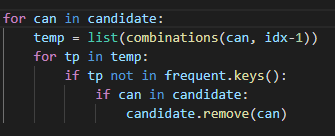 for can in candidate:
    temp = list(combinations(can, idx-1))
    for tp in temp:
        if tp not in frequent.keys():
            if can in candidate:
                candidate.remove(can)